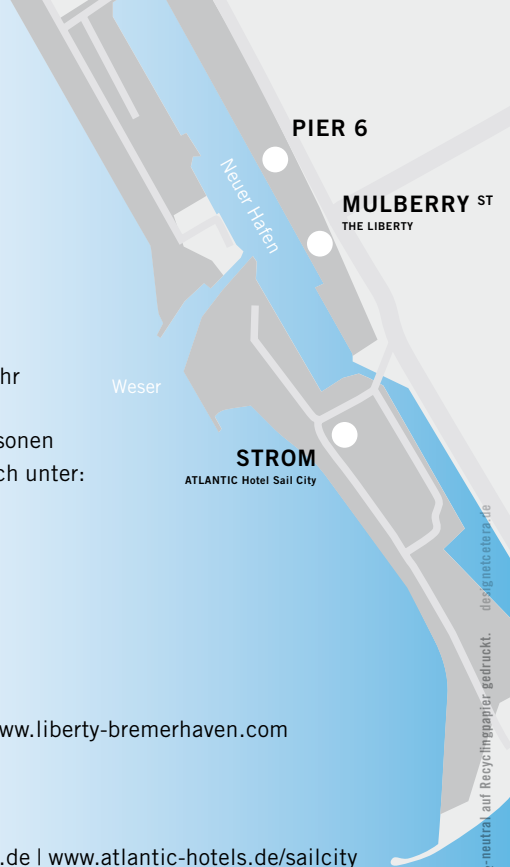 PIER 6
Neuer Hafen
MULBERRY ST
THE LIBERTY
hr
Weser
sonen
ch unter:
STROM
ATLANTIC Hotel Sail City
ww.liberty-bremerhaven.com
.de | www.atlantic-hotels.de/sailcity
-neutral auf Recyclingpapier gedruckt. designetcetera.de